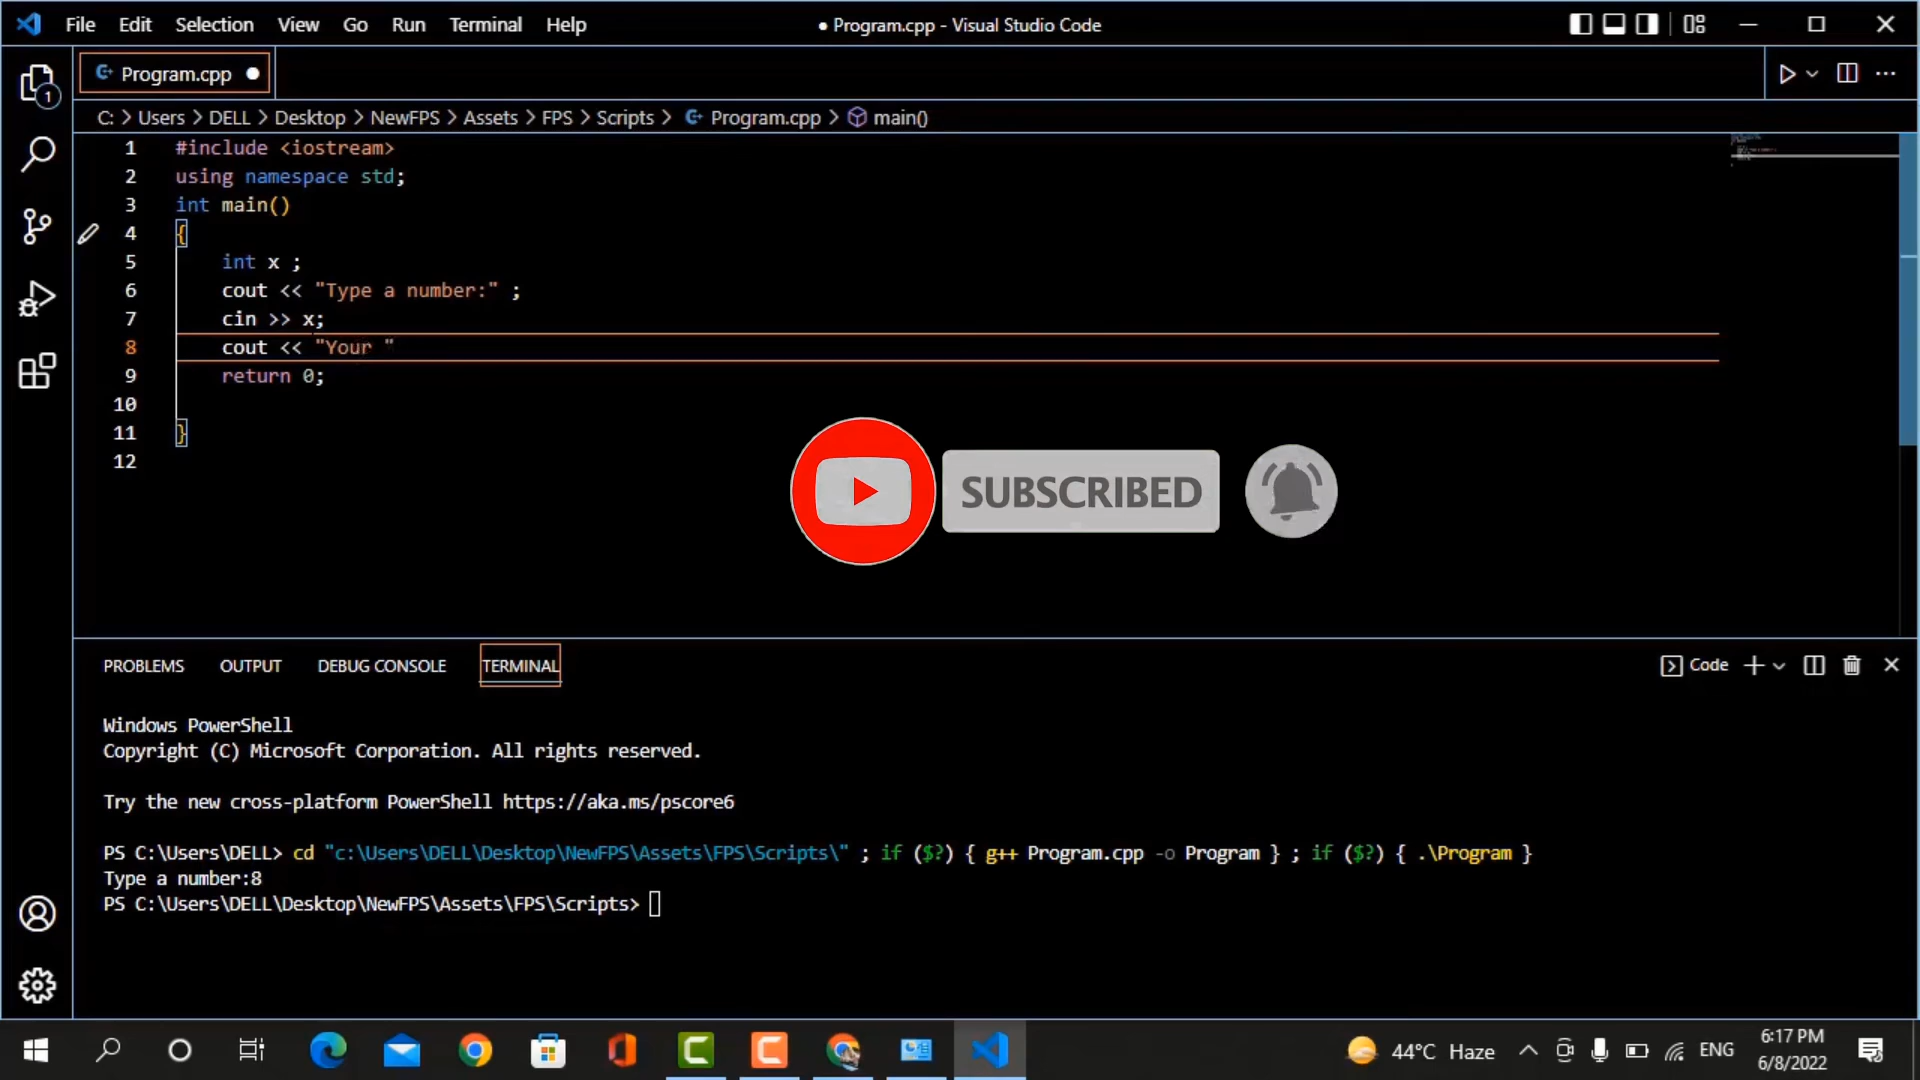 File Edit Selection View Go Run Terminal Help
● Program.cpp - Visual Studio Code
Program.cpp ●
1
C: > Users > DELL > Desktop > NewFPS > Assets > FPS > Scripts > Program.cpp > main()
1 #include <iostream>
2 using namespace std;
3 int main()
4 {
5 int x ;
6 cout << "Type a number:" ;
7 cin >> x;
8 cout << "Your "
9 return 0;
10
11 }
12
SUBSCRIBED
PROBLEMS OUTPUT DEBUG CONSOLE TERMINAL
Code
Windows PowerShell
Copyright (C) Microsoft Corporation. All rights reserved.
Try the new cross-platform PowerShell https://aka.ms/pscore6
PS C:\Users\DELL> cd "c:\Users\DELL\Desktop\NewFPS\Assets\FPS\Scripts\" ; if ($?) { g++ Program.cpp -o Program } ; if ($?) { .\Program }
Type a number:8
PS C:\Users\DELL\Desktop\NewFPS\Assets\FPS\Scripts>
44°C Haze
ENG
6:17 PM
6/8/2022